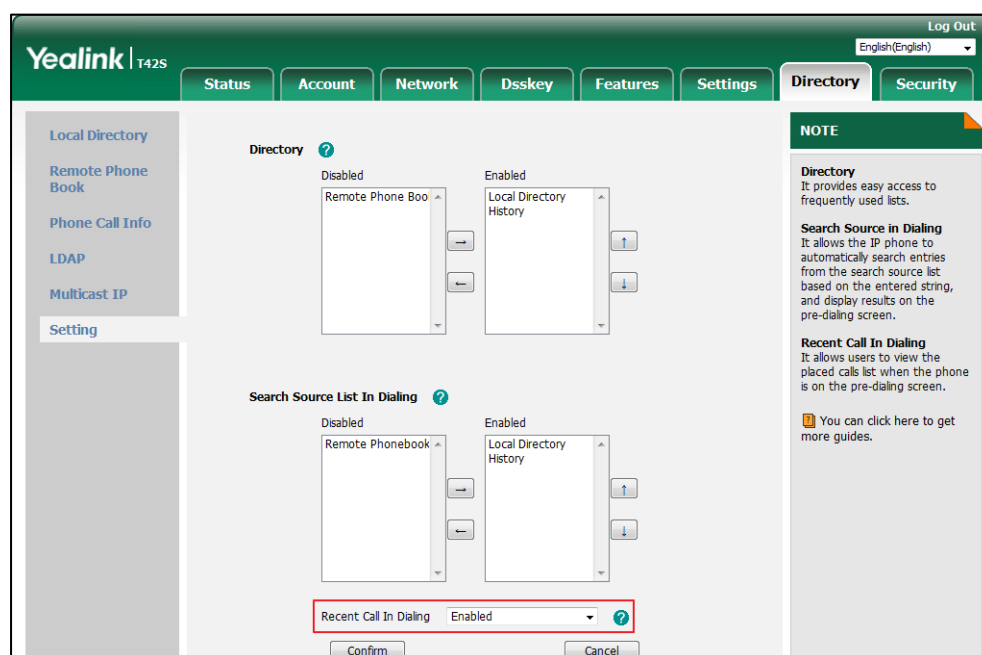 Log Out
Yealink T42S
English(English)
Status
Account
Network
Dsskey
Features
Settings
Directory
Security
Local Directory
Remote Phone
Book
Phone Call Info
LDAP
Multicast IP
Setting
Directory ?
Disabled
Enabled
Remote Phone Boo
Local Directory
History
→
←
↑
↓
Search Source List In Dialing ?
Disabled
Enabled
Remote Phonebook
Local Directory
History
→
←
↑
↓
Recent Call In Dialing Enabled ?
Confirm
Cancel
NOTE
Directory
It provides easy access to
frequently used lists.
Search Source in Dialing
It allows the IP phone to
automatically search entries
from the search source list
based on the entered string,
and display results on the
pre-dialing screen.
Recent Call In Dialing
It allows users to view the
placed calls list when the phone
is on the pre-dialing screen.
? You can click here to get
more guides.